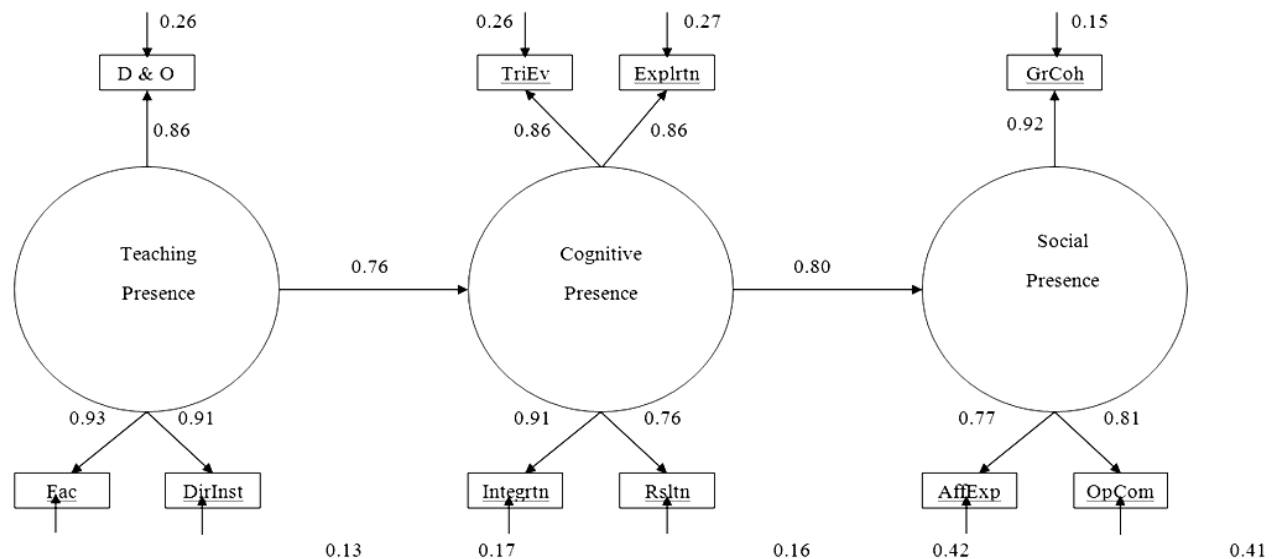 0.26
0.26
0.27
0.15
D & O
TriEv
Explrtn
GrCoh
0.86
0.86
0.86
0.92
Teaching
Presence
0.76
Cognitive
Presence
0.80
Social
Presence
0.93
0.91
0.91
0.76
0.77
0.81
Fac
DirInst
Integrtn
Rsltn
AffExp
OpCom
0.13
0.17
0.16
0.42
0.41